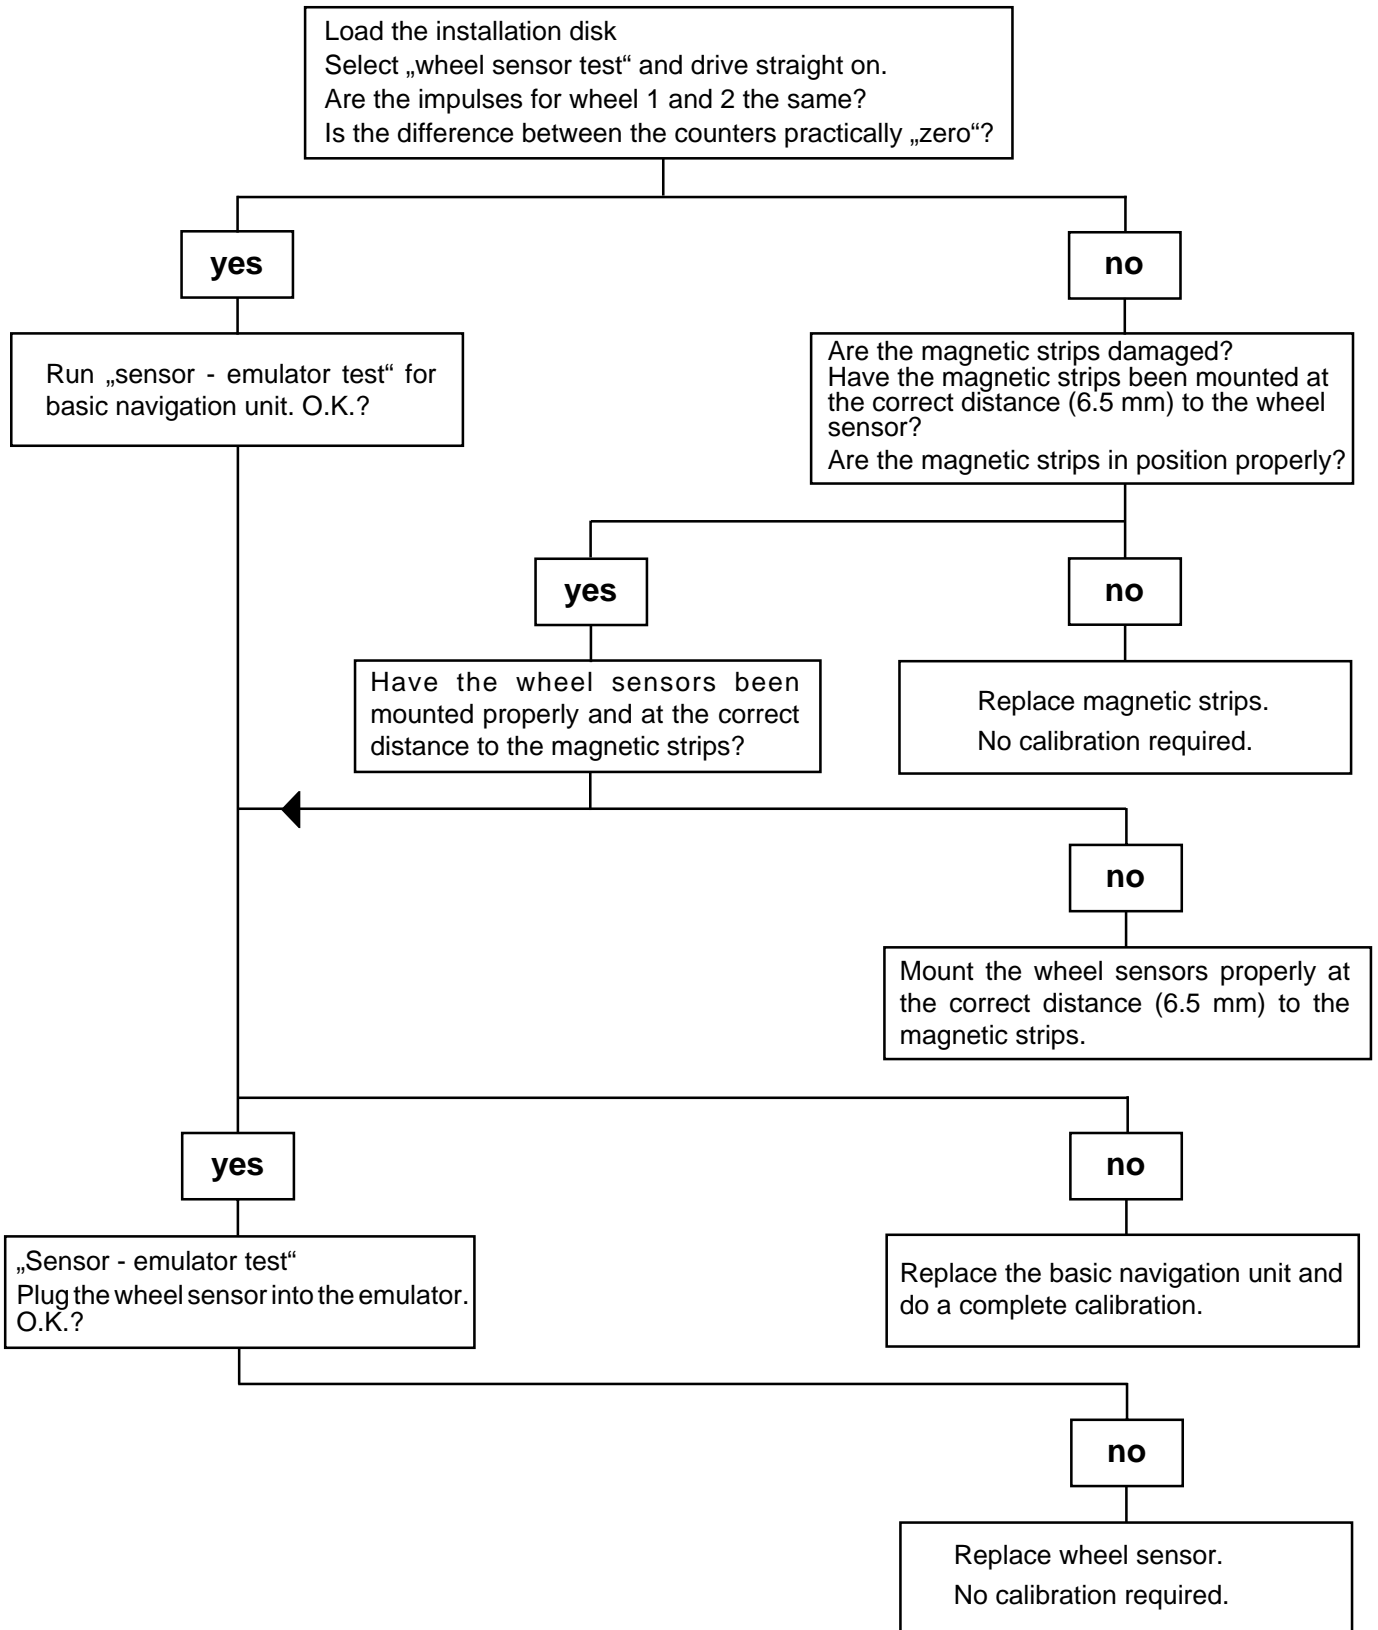 Load the installation disk
Select „wheel sensor test“ and drive straight on.
Are the impulses for wheel 1 and 2 the same?
Is the difference between the counters practically „zero“?
yes
no
Run „sensor - emulator test“ for
basic navigation unit. O.K.?
Are the magnetic strips damaged?
Have the magnetic strips been mounted at
the correct distance (6.5 mm) to the wheel
sensor?
Are the magnetic strips in position properly?
yes
no
Have the wheel sensors been
mounted properly and at the correct
distance to the magnetic strips?
Replace magnetic strips.
No calibration required.
no
Mount the wheel sensors properly at
the correct distance (6.5 mm) to the
magnetic strips.
yes
no
„Sensor - emulator test“
Plug the wheel sensor into the emulator.
O.K.?
Replace the basic navigation unit and
do a complete calibration.
no
Replace wheel sensor.
No calibration required.